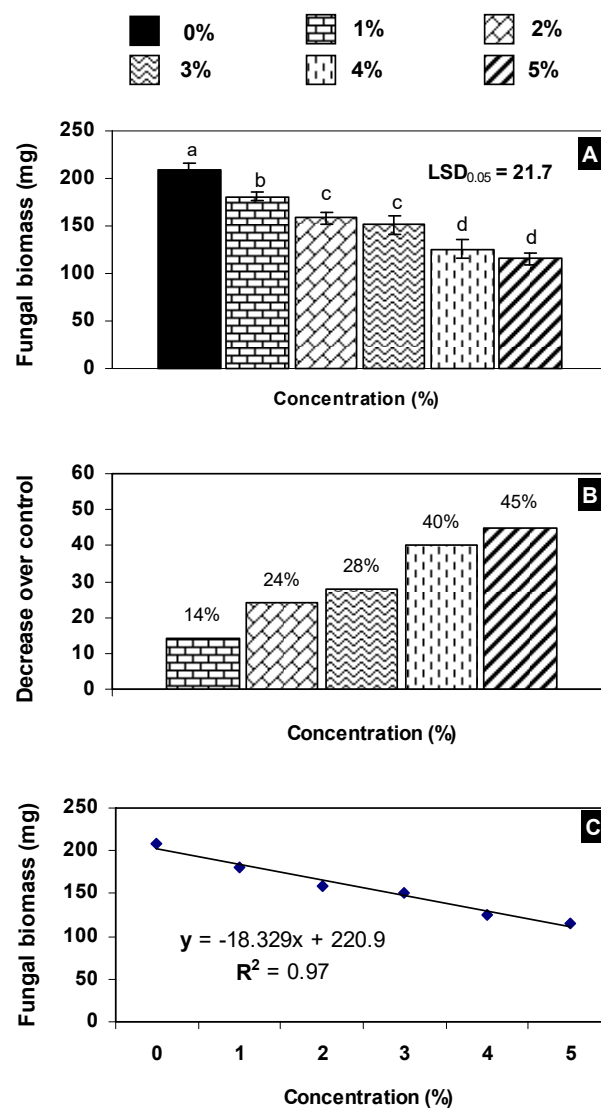 0% 1% 2%
3% 4% 5%
A
Fungal biomass (mg)
250
200
150
100
50
0
a
b
c
c
d
d
LSD0.05 = 21.7
Concentration (%)
B
Decrease over control
60
50
40
30
20
10
0
14%
24%
28%
40%
45%
Concentration (%)
C
Fungal biomass (mg)
250
200
150
100
50
0
y = -18.329x + 220.9
R² = 0.97
0 1 2 3 4 5
Concentration (%)